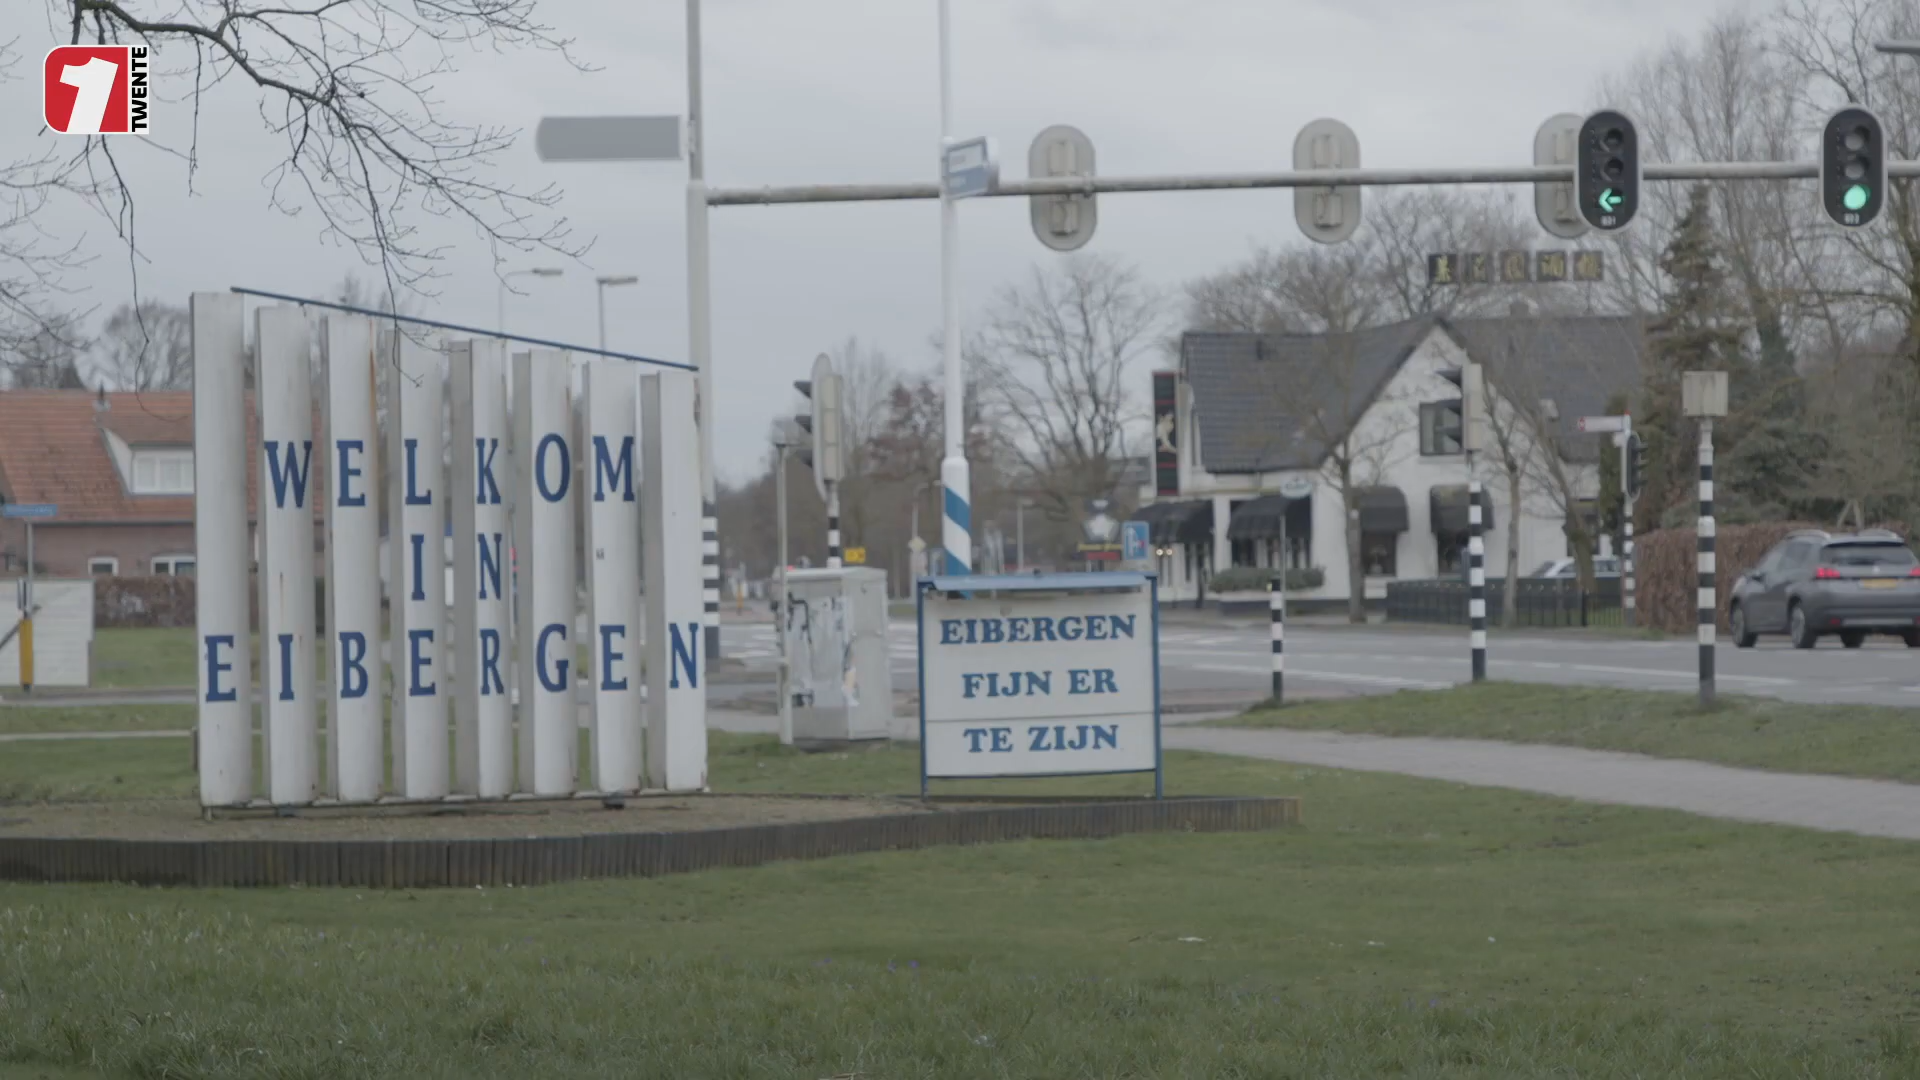 1
TWENTE
WELKOM
IN
EIBERGEN
EIBERGEN
FIJN ER
TE ZIJN